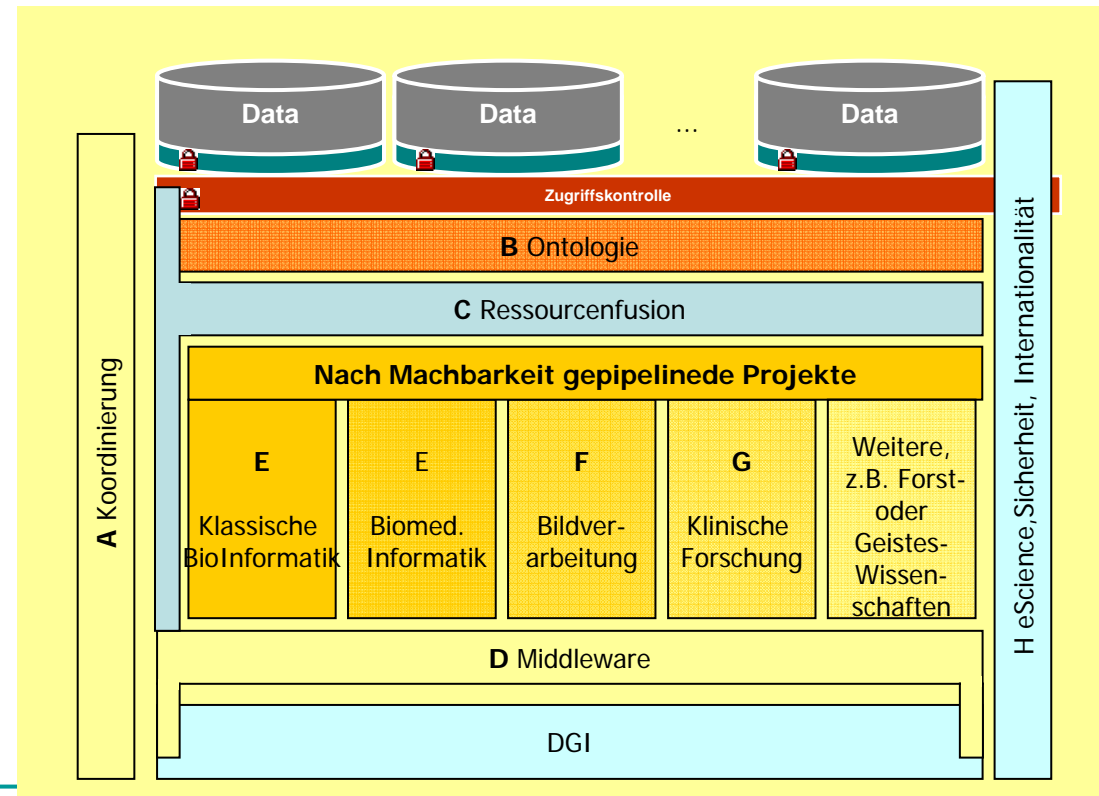 Data
Data
...
Data
Zugriffskontrolle
B Ontologie
C Ressourcenfusion
Nach Machbarkeit gepipelinede Projekte
E
Klassische
BioInformatik
E
Biomed.
Informatik
F
Bildver-
arbeitung
G
Klinische
Forschung
Weitere,
z.B. Forst-
oder
Geistes-
Wissen-
schaften
D Middleware
DGI
A Koordinierung
H eScience, Sicherheit, Internationalität